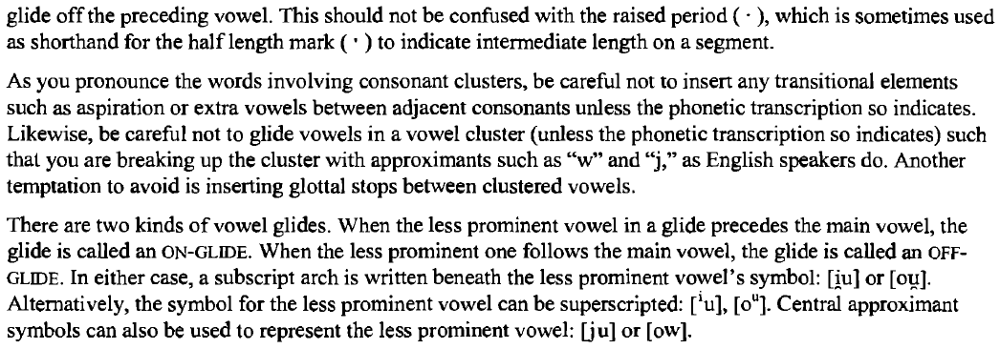 glide off the preceding vowel. This should not be confused with the raised period ( · ), which is sometimes used
as shorthand for the half length mark ( ˑ ) to indicate intermediate length on a segment.
As you pronounce the words involving consonant clusters, be careful not to insert any transitional elements
such as aspiration or extra vowels between adjacent consonants unless the phonetic transcription so indicates.
Likewise, be careful not to glide vowels in a vowel cluster (unless the phonetic transcription so indicates) such
that you are breaking up the cluster with approximants such as “w” and “j,” as English speakers do. Another
temptation to avoid is inserting glottal stops between clustered vowels.
There are two kinds of vowel glides. When the less prominent vowel in a glide precedes the main vowel, the
glide is called an ON-GLIDE. When the less prominent one follows the main vowel, the glide is called an OFF-
GLIDE. In either case, a subscript arch is written beneath the less prominent vowel’s symbol: [i̯u] or [ou̯].
Alternatively, the symbol for the less prominent vowel can be superscripted: [ⁱu], [oᵘ]. Central approximant
symbols can also be used to represent the less prominent vowel: [ju] or [ow].